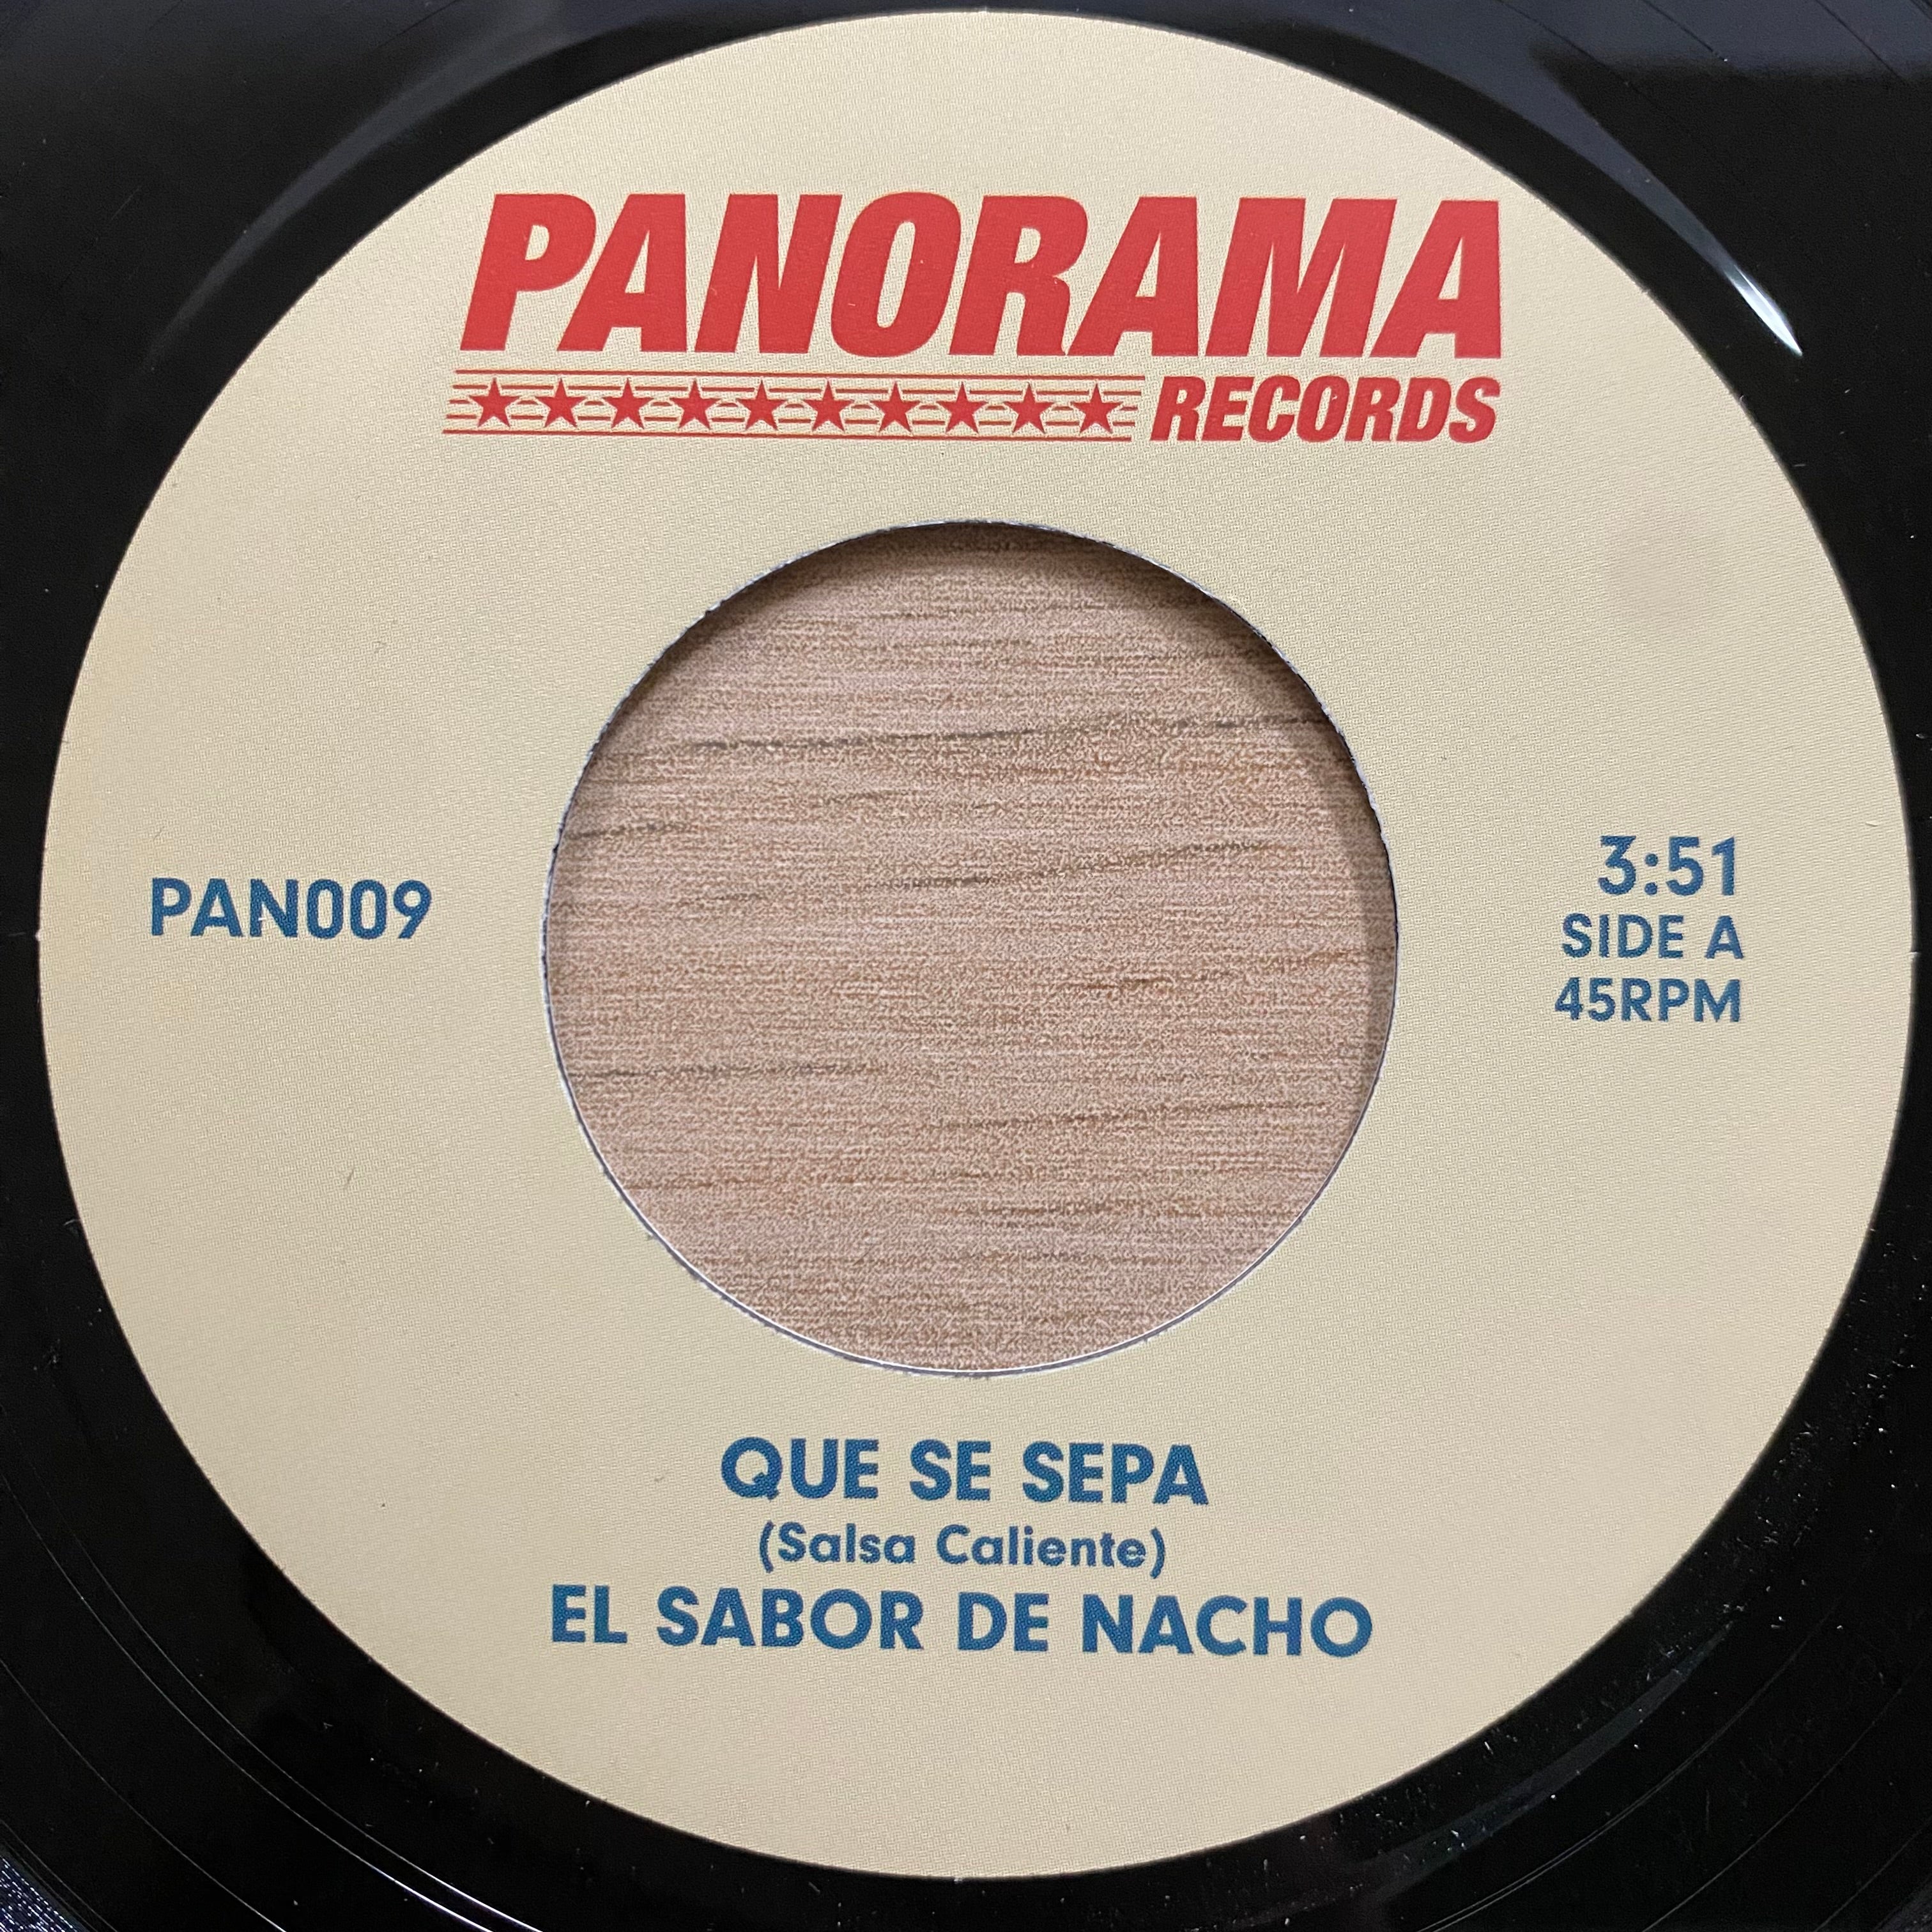 PANORAMA
RECORDS
PAN009
3:51
SIDE A
45RPM
QUE SE SEPA
(Salsa Caliente)
EL SABOR DE NACHO